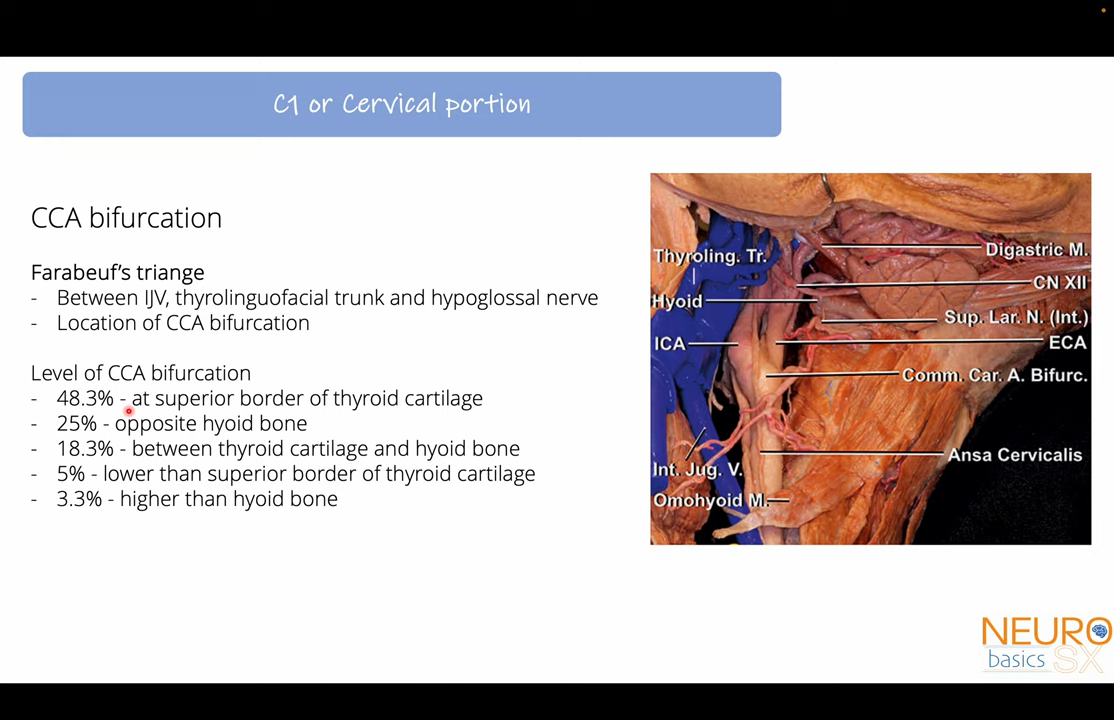 C1 or Cervical portion
CCA bifurcation
Farabeuf's triange
- Between IJV, thyrolinguofacial trunk and hypoglossal nerve
- Location of CCA bifurcation
Level of CCA bifurcation
- 48.3% - at superior border of thyroid cartilage
- 25% - opposite hyoid bone
- 18.3% - between thyroid cartilage and hyoid bone
- 5% - lower than superior border of thyroid cartilage
- 3.3% - higher than hyoid bone
Digastric M.
Thyroling. Tr.
CN XII
Hyoid
Sup. Lar. N. (Int.)
ICA
ECA
Comm. Car. A. Bifurc.
Ansa Cervicalis
Int. Jug. V.
Omohyoid M.
NEURO
basics SX